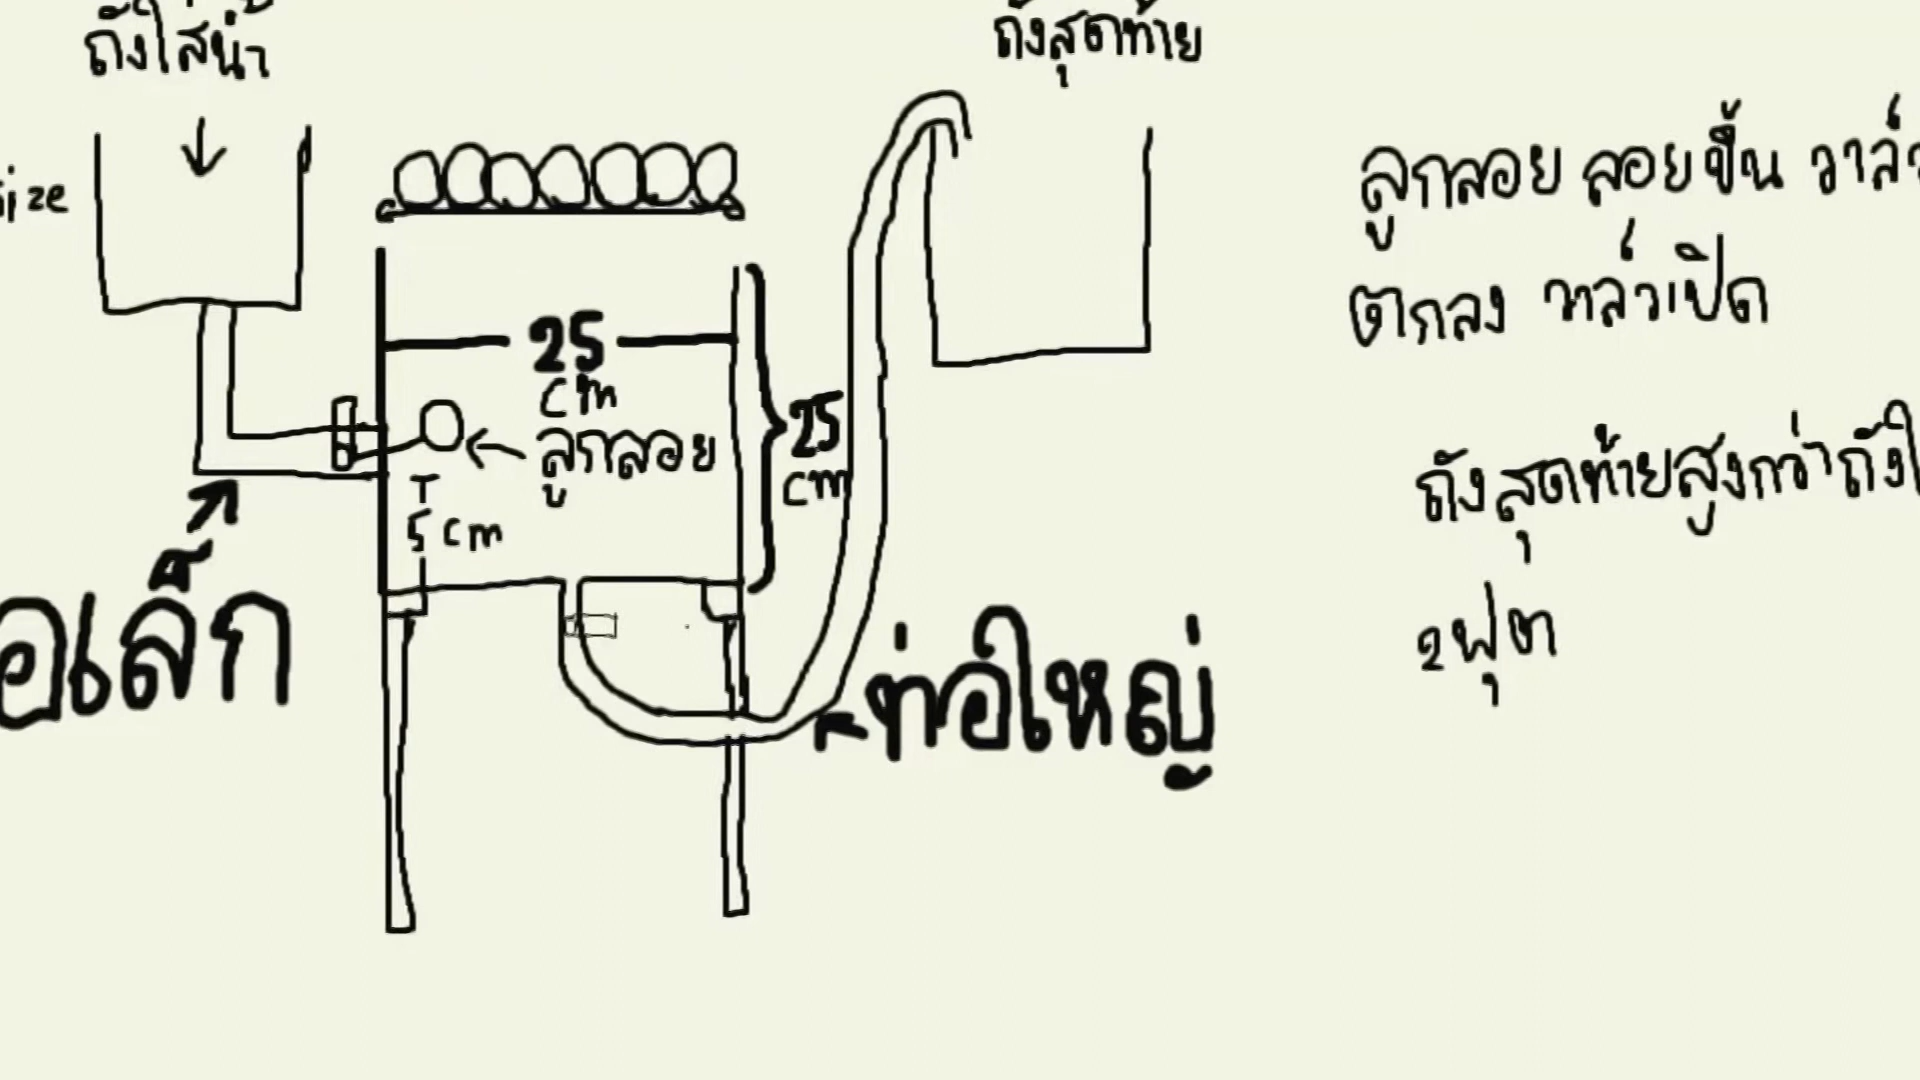 ถังใส่น้ำ
ถังสุดท้าย
size
25
cm
25
cm
ลูกลอย
5 cm
อเล็ก
ท่อใหญ่
ลูกลอย ลอยขึ้น วาล์ว
ตกลง วาล์วเปิด
ถังสุดท้ายสูงกว่าถังใ
2 ฟุต